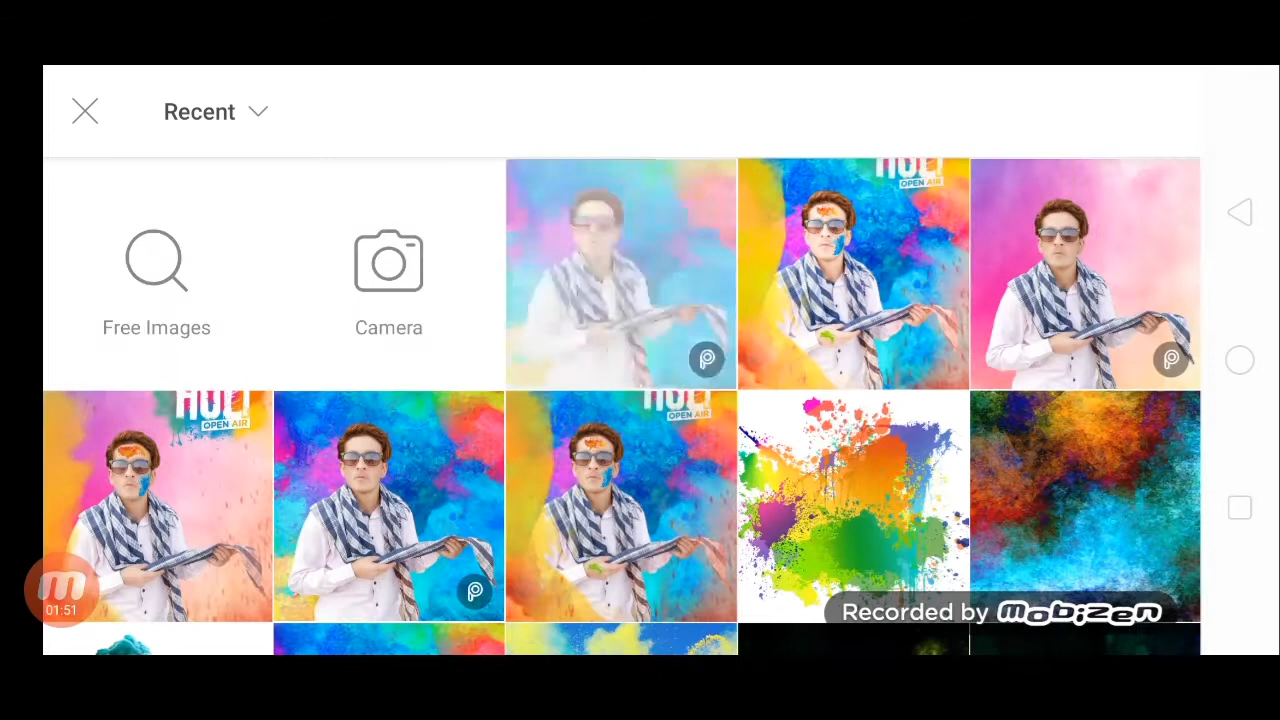 Recent
Free Images
Camera
HOLI
OPEN AIR
HOLI
OPEN AIR
HOLI
OPEN AIR
01:51
Recorded by mobizen